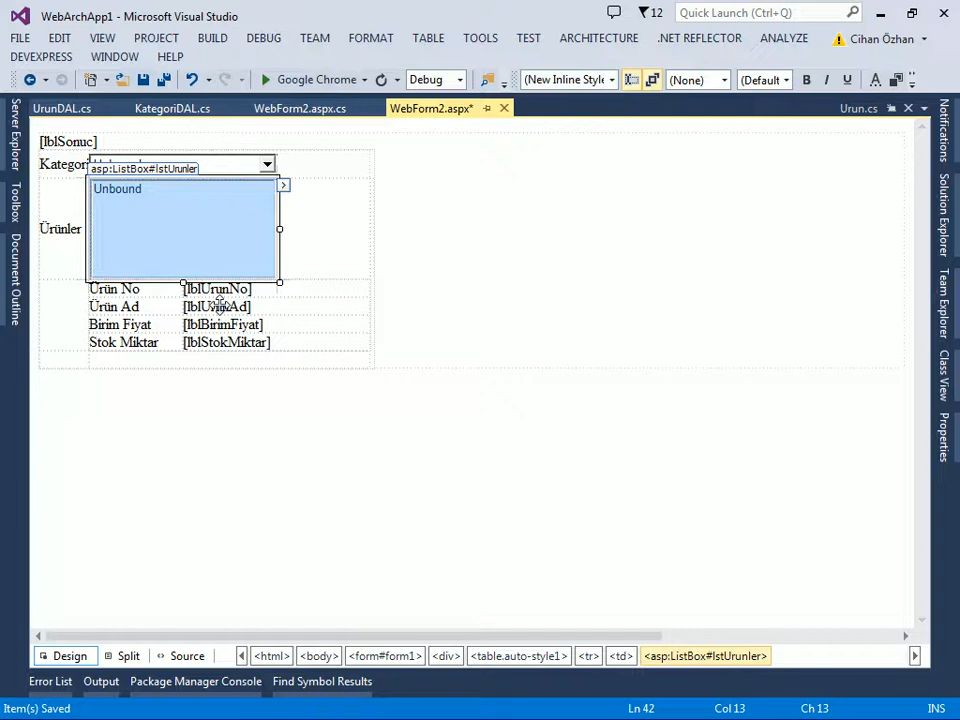 WebArchApp1 - Microsoft Visual Studio
12
Quick Launch (Ctrl+Q)
FILE EDIT VIEW PROJECT BUILD DEBUG TEAM FORMAT TABLE TOOLS TEST ARCHITECTURE .NET REFLECTOR ANALYZE
Cihan Özhan
DEVEXPRESS WINDOW HELP
Google Chrome
Debug
(New Inline Style
(None)
(Default
B I U A
UrunDAL.cs KategoriDAL.cs WebForm2.aspx.cs WebForm2.aspx* Urun.cs
Server Explorer
Toolbox
Document Outline
[lblSonuc]
Kategori
asp:ListBox#lstUrunler
Unbound
Ürünler
Ürün No [lblUrunNo]
Ürün Ad [lblUrunAd]
Birim Fiyat [lblBirimFiyat]
Stok Miktar [lblStokMiktar]
Notifications
Solution Explorer
Team Explorer
Class View
Properties
Design Split Source
<html> <body> <form#form1> <div> <table.auto-style1> <tr> <td> <asp:ListBox#lstUrunler>
Error List Output Package Manager Console Find Symbol Results
Item(s) Saved Ln 42 Col 13 Ch 13 INS